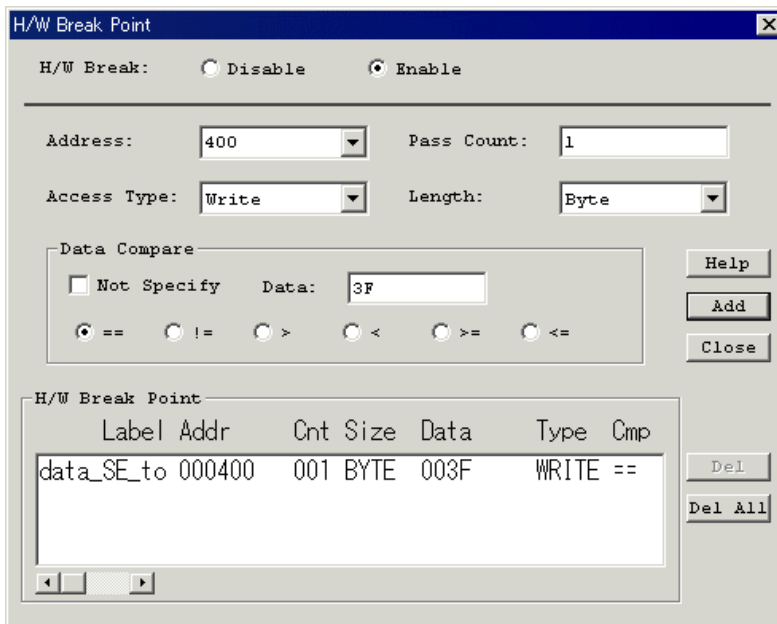 H/W Break Point
H/W Break: Disable Enable
Address: 400 Pass Count: 1
Access Type: Write Length: Byte
Data Compare
Not Specify Data: 3F
== != > < >= <=
Help
Add
Close
H/W Break Point
Label Addr Cnt Size Data Type Cmp
data_SE_to 000400 001 BYTE 003F WRITE ==
Del
Del All